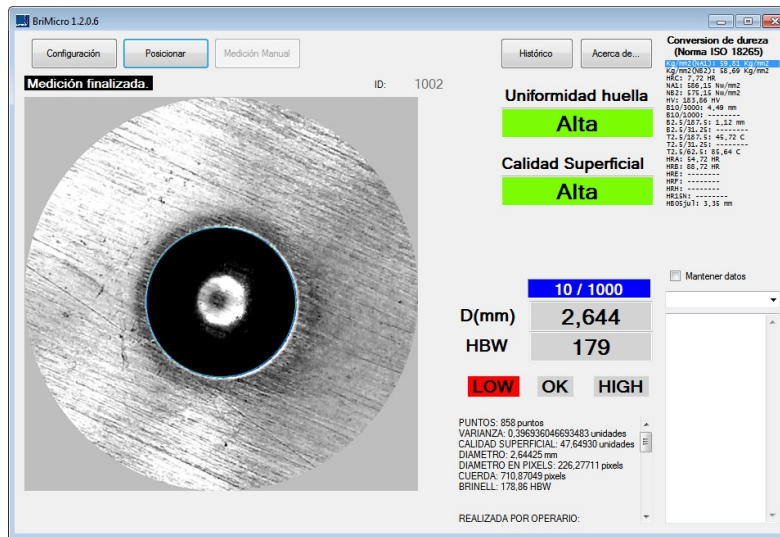 BriMicro 1.2.0.6
Configuración
Posicionar
Medición Manual
Histórico
Acerca de...
Medición finalizada.
ID:
1002
Uniformidad huella
Alta
Calidad Superficial
Alta
10 / 1000
D(mm)
2,644
HBW
179
LOW
OK
HIGH
PUNTOS: 858 puntos
VARIANZA: 0,396936046693483 unidades
CALIDAD SUPERFICIAL: 47,64930 unidades
DIAMETRO: 2,64425 mm
DIAMETRO EN PIXELS: 226,27711 pixels
CUERDA: 710,87049 pixels
BRINELL: 178,86 HBW
REALIZADA POR OPERARIO:
Conversion de dureza
(Norma ISO 18265)
Kg/mm2(NA1): 59,81 Kg/mm2
Kg/mm2(NB2): 58,69 Kg/mm2
HRC: 7,72 HR
NA1: 586,15 Nw/mm2
NB2: 575,15 Nw/mm2
HV: 183,86 HV
B10/3000: 4,49 mm
B10/1000: --------
B2.5/187.5: 1,12 mm
B2.5/31.25: --------
T2.5/187.5: 45,72 C
T2.5/31.25: --------
T2.5/62.5: 85,64 C
HRA: 54,72 HR
HRB: 88,72 HR
HRE: --------
HRF: --------
HRH: --------
HR15N: --------
HB05jul: 3,35 mm
Mantener datos